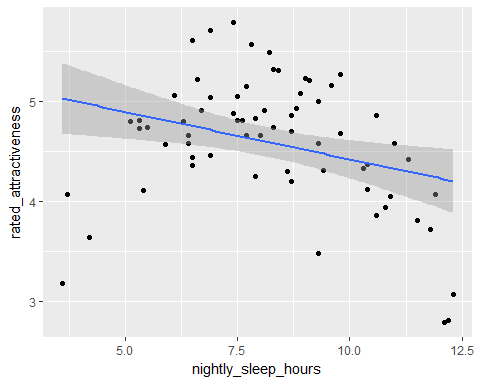 rated_attractiveness
5
4
3
5.0 7.5 10.0 12.5
nightly_sleep_hours